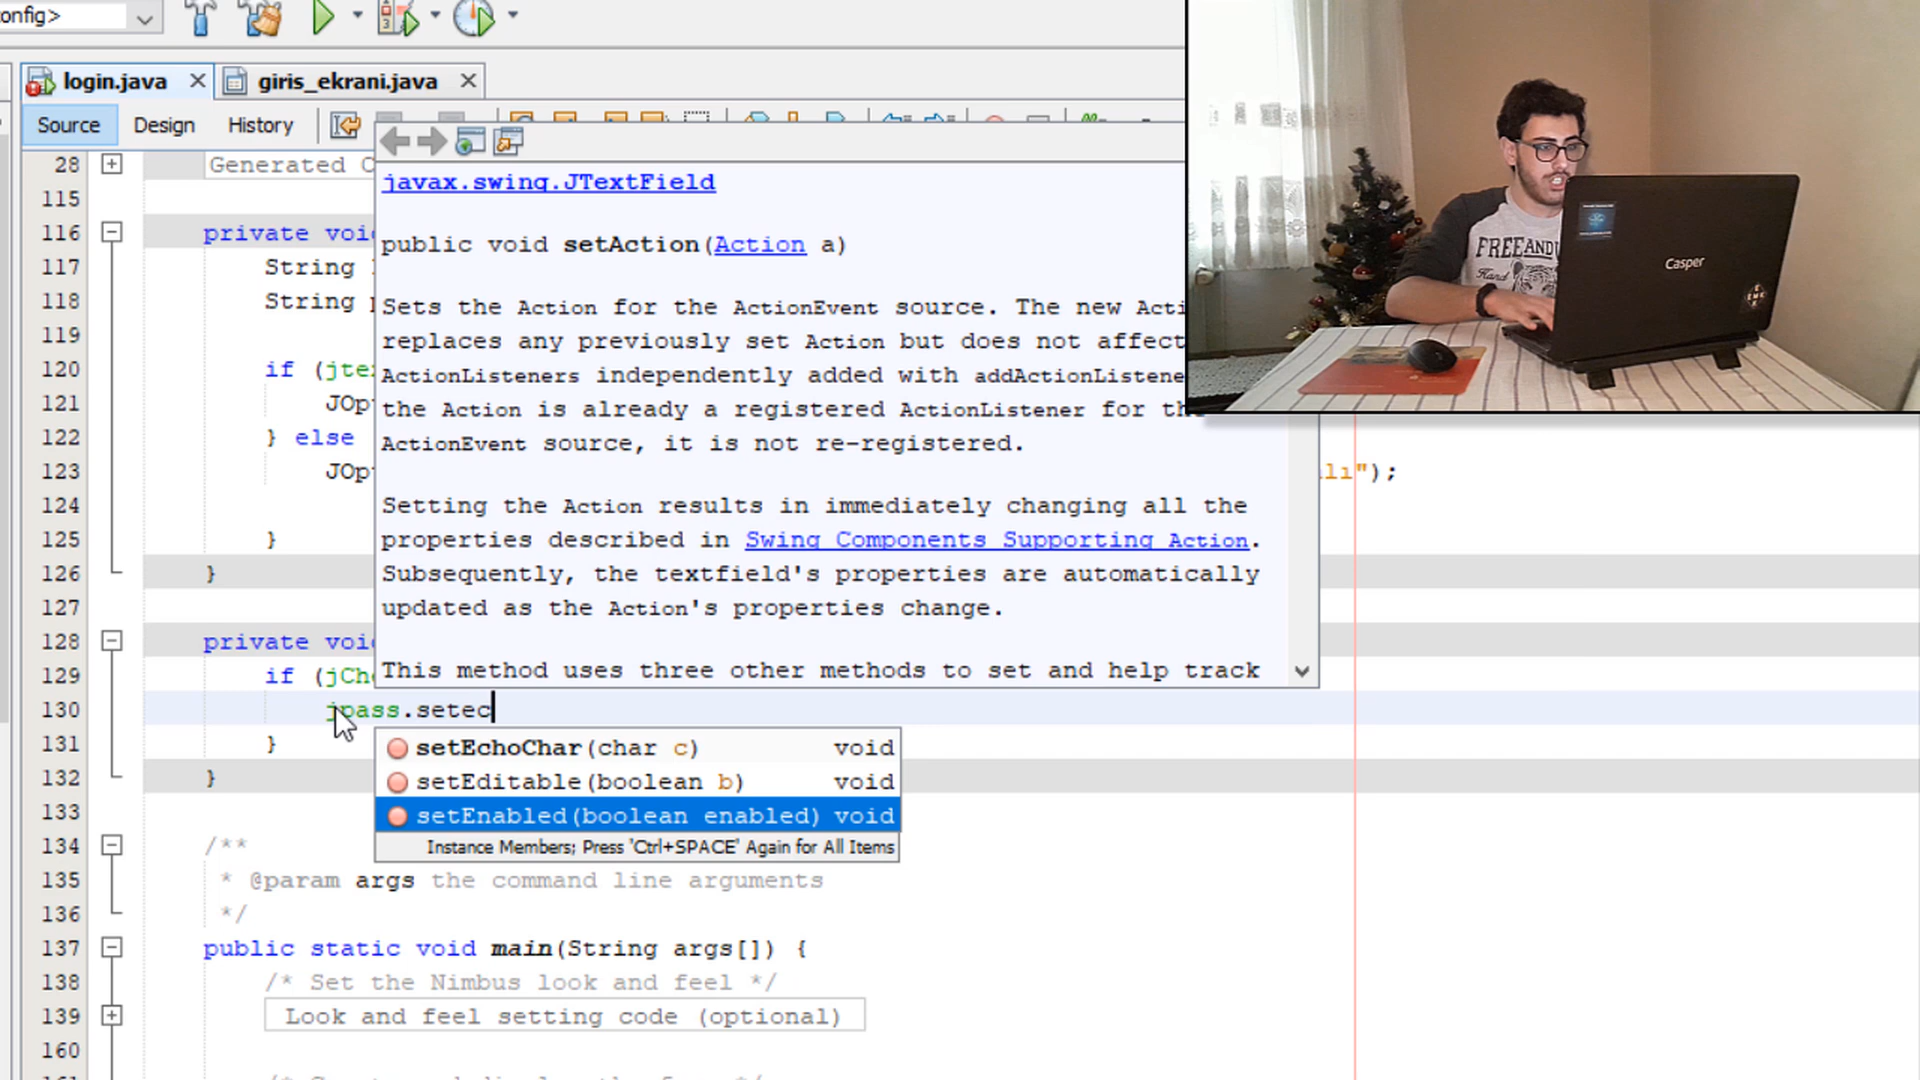 onfig>
login.java
giris_ekrani.java
Source Design History
28 Generated C
115
116 private voi
117 String
118 String
119
120 if (jte
121 JOp
122 } else
123 JOp
lı");
124
125 }
126 }
127
128 private voi
129 if (jChe
130 jpass.setec
131 }
132 }
133
134 /**
135 * @param args the command line arguments
136 */
137 public static void main(String args[]) {
138 /* Set the Nimbus look and feel */
139 Look and feel setting code (optional)
160
javax.swing.JTextField
public void setAction(Action a)
Sets the Action for the ActionEvent source. The new Acti
replaces any previously set Action but does not affect
ActionListeners independently added with addActionListene
the Action is already a registered ActionListener for th
ActionEvent source, it is not re-registered.
Setting the Action results in immediately changing all the
properties described in Swing Components Supporting Action.
Subsequently, the textfield's properties are automatically
updated as the Action's properties change.
This method uses three other methods to set and help track
setEchoChar(char c) void
setEditable(boolean b) void
setEnabled(boolean enabled) void
Instance Members; Press 'Ctrl+SPACE' Again for All Items
FREEAND
Hand
Casper